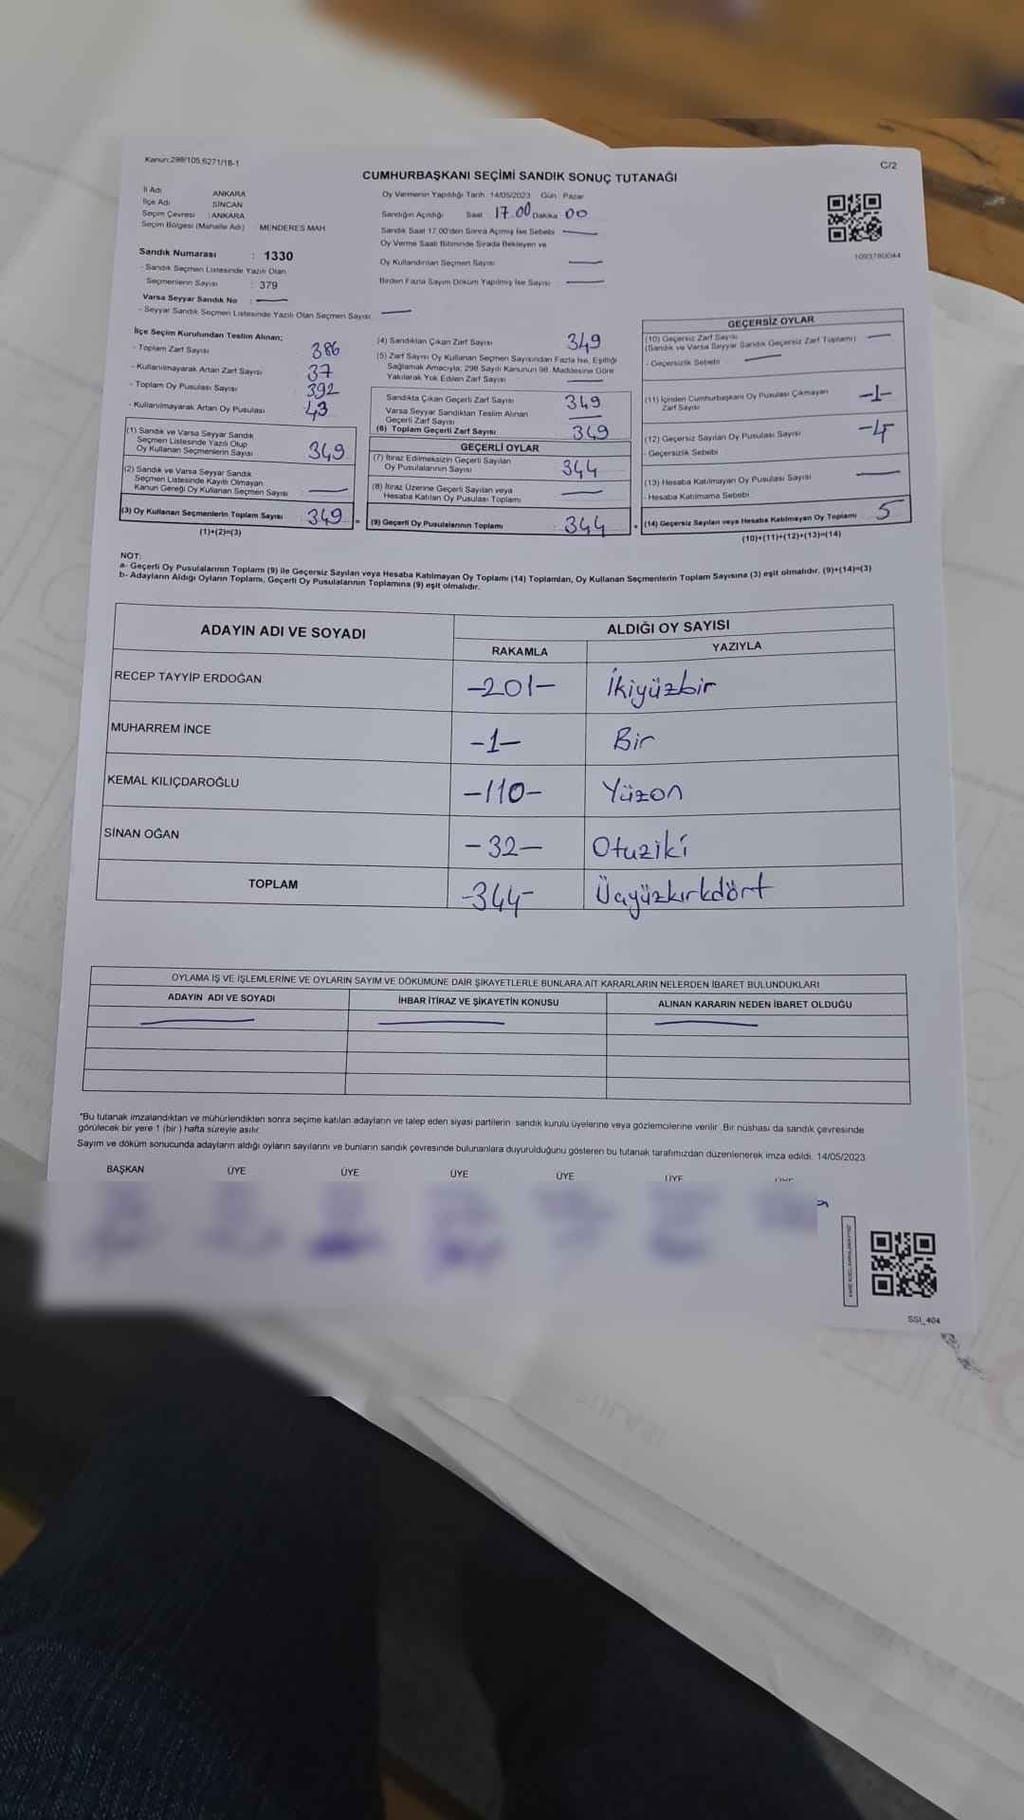 Kanun:298/105,6271/18-1
C/2
CUMHURBAŞKANI SEÇİMİ SANDIK SONUÇ TUTANAĞI
İl Adı ANKARA
İlçe Adı SİNCAN
Seçim Çevresi : ANKARA
Seçim Bölgesi (Mahalle Adı) MENDERES MAH
Sandık Numarası : 1330
- Sandık Seçmen Listesinde Yazılı Olan
Seçmenlerin Sayısı : 379
Varsa Seyyar Sandık No :
- Seyyar Sandık Seçmen Listesinde Yazılı Olan Seçmen Sayısı
Oy Vermenin Yapıldığı Tarih : 14/05/2023 Gün : Pazar
Sandığın Açıldığı Saat 17.00 Dakika 00
Sandık Saat 17.00'den Sonra Açılmış İse Sebebi
Oy Verme Saati Bitiminde Sırada Bekleyen ve
Oy Kullandırılan Seçmen Sayısı
Birden Fazla Sayım Döküm Yapılmış İse Sayısı
1093780044
İlçe Seçim Kurulundan Teslim Alınan;
- Toplam Zarf Sayısı 386
- Kullanılmayarak Artan Zarf Sayısı 37
- Toplam Oy Pusulası Sayısı 392
- Kullanılmayarak Artan Oy Pusulası 43
(1) Sandık ve Varsa Seyyar Sandık
Seçmen Listesinde Yazılı Olup
Oy Kullanan Seçmenlerin Sayısı 349
(2) Sandık ve Varsa Seyyar Sandık
Seçmen Listesinde Kayıtlı Olmayan
Kanun Gereği Oy Kullanan Seçmen Sayısı
(3) Oy Kullanan Seçmenlerin Toplam Sayısı 349
(1)+(2)=(3)
(4) Sandıktan Çıkan Zarf Sayısı 349
(5) Zarf Sayısı Oy Kullanan Seçmen Sayısından Fazla İse, Eşitliği
Sağlamak Amacıyla; 298 Sayılı Kanunun 98. Maddesine Göre
Yakılarak Yok Edilen Zarf Sayısı
Sandıkta Çıkan Geçerli Zarf Sayısı 349
Varsa Seyyar Sandıktan Teslim Alınan
Geçerli Zarf Sayısı
(6) Toplam Geçerli Zarf Sayısı 349
GEÇERLİ OYLAR
(7) İtiraz Edilmeksizin Geçerli Sayılan
Oy Pusulalarının Sayısı 344
(8) İtiraz Üzerine Geçerli Sayılan veya
Hesaba Katılan Oy Pusulası Toplamı
(9) Geçerli Oy Pusulalarının Toplamı 344
GEÇERSİZ OYLAR
(10) Geçersiz Zarf Sayısı
(Sandık ve Varsa Seyyar Sandık Geçersiz Zarf Toplamı)
- Geçersizlik Sebebi
(11) İçinden Cumhurbaşkanı Oy Pusulası Çıkmayan
Zarf Sayısı -1-
(12) Geçersiz Sayılan Oy Pusulası Sayısı -4-
- Geçersizlik Sebebi
(13) Hesaba Katılmayan Oy Pusulası Sayısı
- Hesaba Katılmama Sebebi
(14) Geçersiz Sayılan veya Hesaba Katılmayan Oy Toplamı 5
(10)+(11)+(12)+(13)=(14)
NOT:
a- Geçerli Oy Pusulalarının Toplamı (9) ile Geçersiz Sayılan veya Hesaba Katılmayan Oy Toplamı (14) Toplamları, Oy Kullanan Seçmenlerin Toplam Sayısına (3) eşit olmalıdır. (9)+(14)=(3)
b- Adayların Aldığı Oyların Toplamı, Geçerli Oy Pusulalarının Toplamına (9) eşit olmalıdır.
ADAYIN ADI VE SOYADI
ALDIĞI OY SAYISI
RAKAMLA YAZIYLA
RECEP TAYYİP ERDOĞAN -201- İkiyüzbir
MUHARREM İNCE -1- Bir
KEMAL KILIÇDAROĞLU -110- Yüzon
SİNAN OĞAN -32- Otuziki
TOPLAM -344- Üçyüzkırkdört
OYLAMA İŞ VE İŞLEMLERİNE VE OYLARIN SAYIM VE DÖKÜMÜNE DAİR ŞİKAYETLERLE BUNLARA AİT KARARLARIN NELERDEN İBARET BULUNDUKLARI
ADAYIN ADI VE SOYADI İHBAR İTİRAZ VE ŞİKAYETİN KONUSU ALINAN KARARIN NEDEN İBARET OLDUĞU
*Bu tutanak imzalandıktan ve mühürlendikten sonra seçime katılan adayların ve talep eden siyasi partilerin sandık kurulu üyelerine veya gözlemcilerine verilir. Bir nüshası da sandık çevresinde
görülecek bir yere 1 (bir) hafta süreyle asılır.
Sayım ve döküm sonucunda adayların aldığı oyların sayılarını ve bunların sandık çevresinde bulunanlara duyurulduğunu gösteren bu tutanak tarafımızdan düzenlenerek imza edildi. 14/05/2023
BAŞKAN ÜYE ÜYE ÜYE ÜYE ÜYE
SSI_404